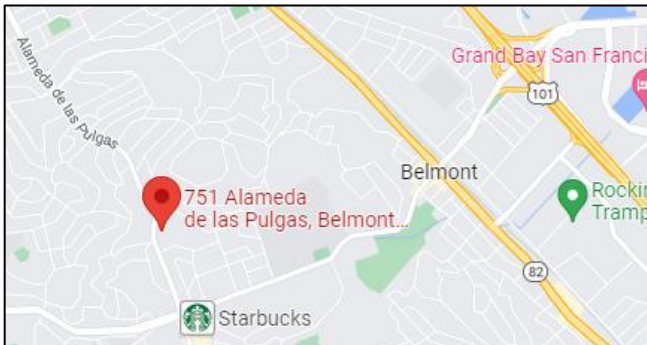 Alameda de las Pulgas
Grand Bay San Franci
101
Belmont
751 Alameda
de las Pulgas, Belmont...
Rockin
Tramp
82
Starbucks